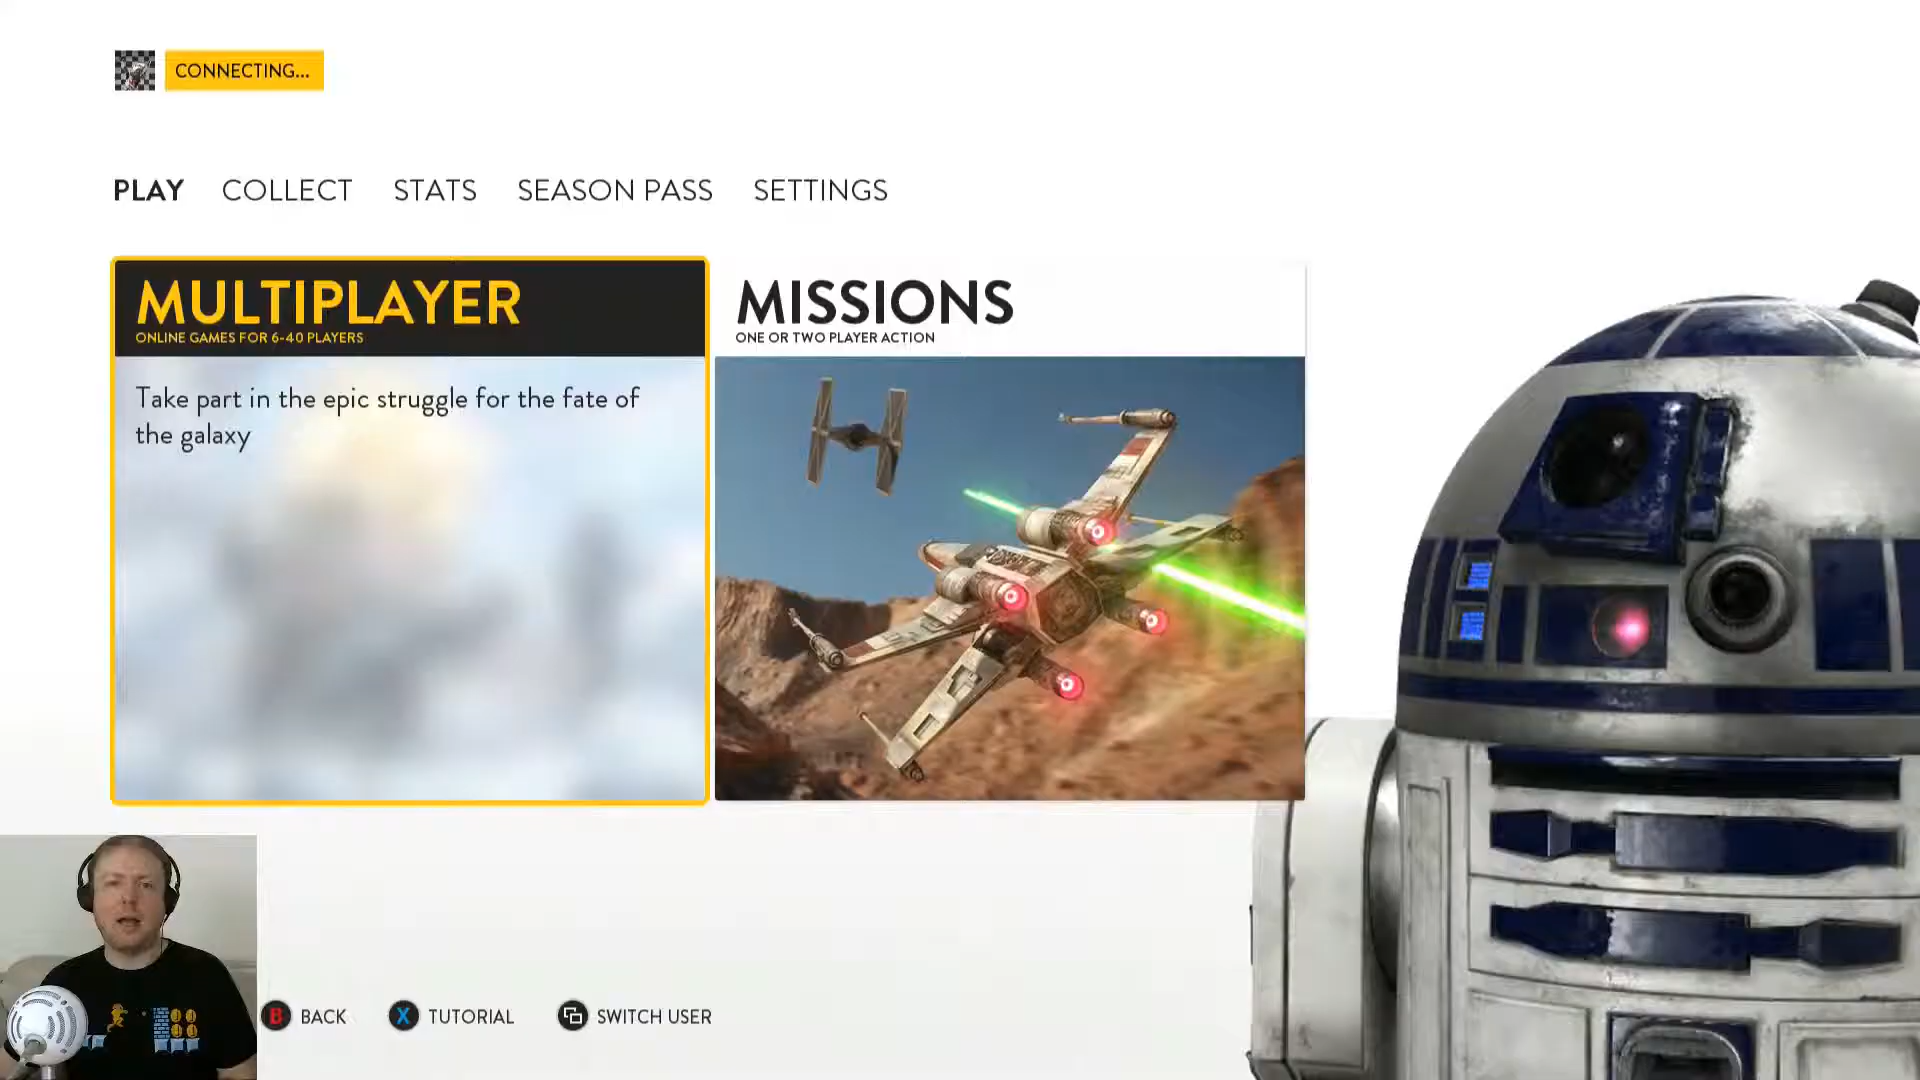 CONNECTING...
PLAY COLLECT STATS SEASON PASS SETTINGS
MULTIPLAYER
ONLINE GAMES FOR 6-40 PLAYERS
Take part in the epic struggle for the fate of
the galaxy
MISSIONS
ONE OR TWO PLAYER ACTION
B BACK X TUTORIAL SWITCH USER